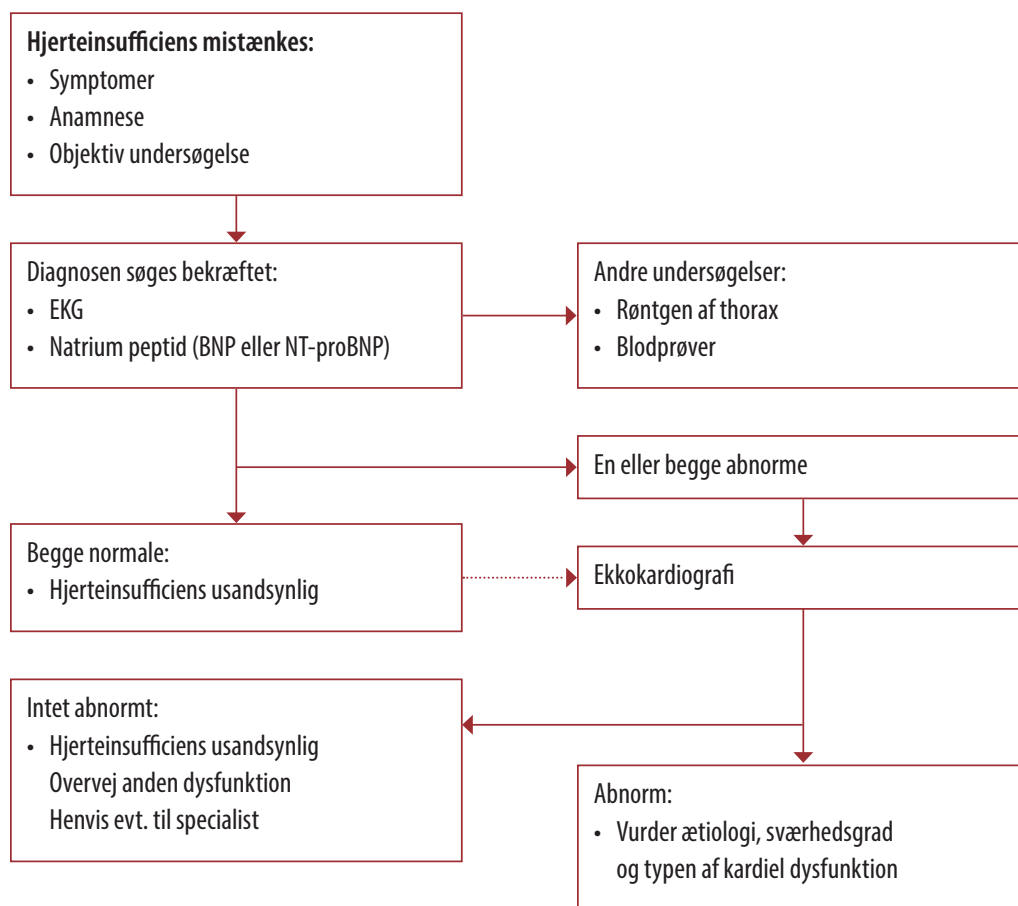 Hjerteinsufficiens mistænkes:
• Symptomer
• Anamnese
• Objektiv undersøgelse
Diagnosen søges bekræftet:
• EKG
• Natrium peptid (BNP eller NT-proBNP)
Andre undersøgelser:
• Røntgen af thorax
• Blodprøver
En eller begge abnorme
Begge normale:
• Hjerteinsufficiens usandsynlig
Ekkokardiografi
Intet abnormt:
• Hjerteinsufficiens usandsynlig
Overvej anden dysfunktion
Henvis evt. til specialist
Abnorm:
• Vurder ætiologi, sværhedsgrad
og typen af kardiel dysfunktion